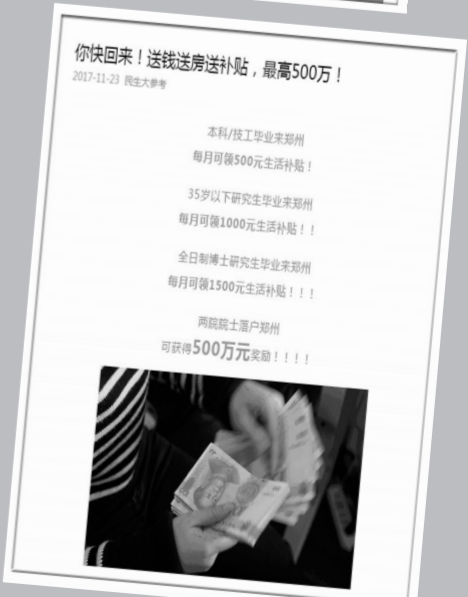 你快回来！送钱送房送补贴，最高500万！
2017-11-23 民生大参考
本科/技工毕业来郑州
每月可领500元生活补贴！
35岁以下研究生毕业来郑州
每月可领1000元生活补贴！！
全日制博士研究生毕业来郑州
每月可领1500元生活补贴！！！
两院院士落户郑州
可获得500万元奖励！！！！